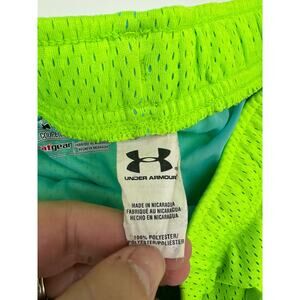 UNDER ARMOUR
MADE IN NICARAGUA
FABRIQUÉ AU NICARAGUA
HECHO EN NICARAGUA
100% POLYESTER/
POLYESTER/POLIÉSTER